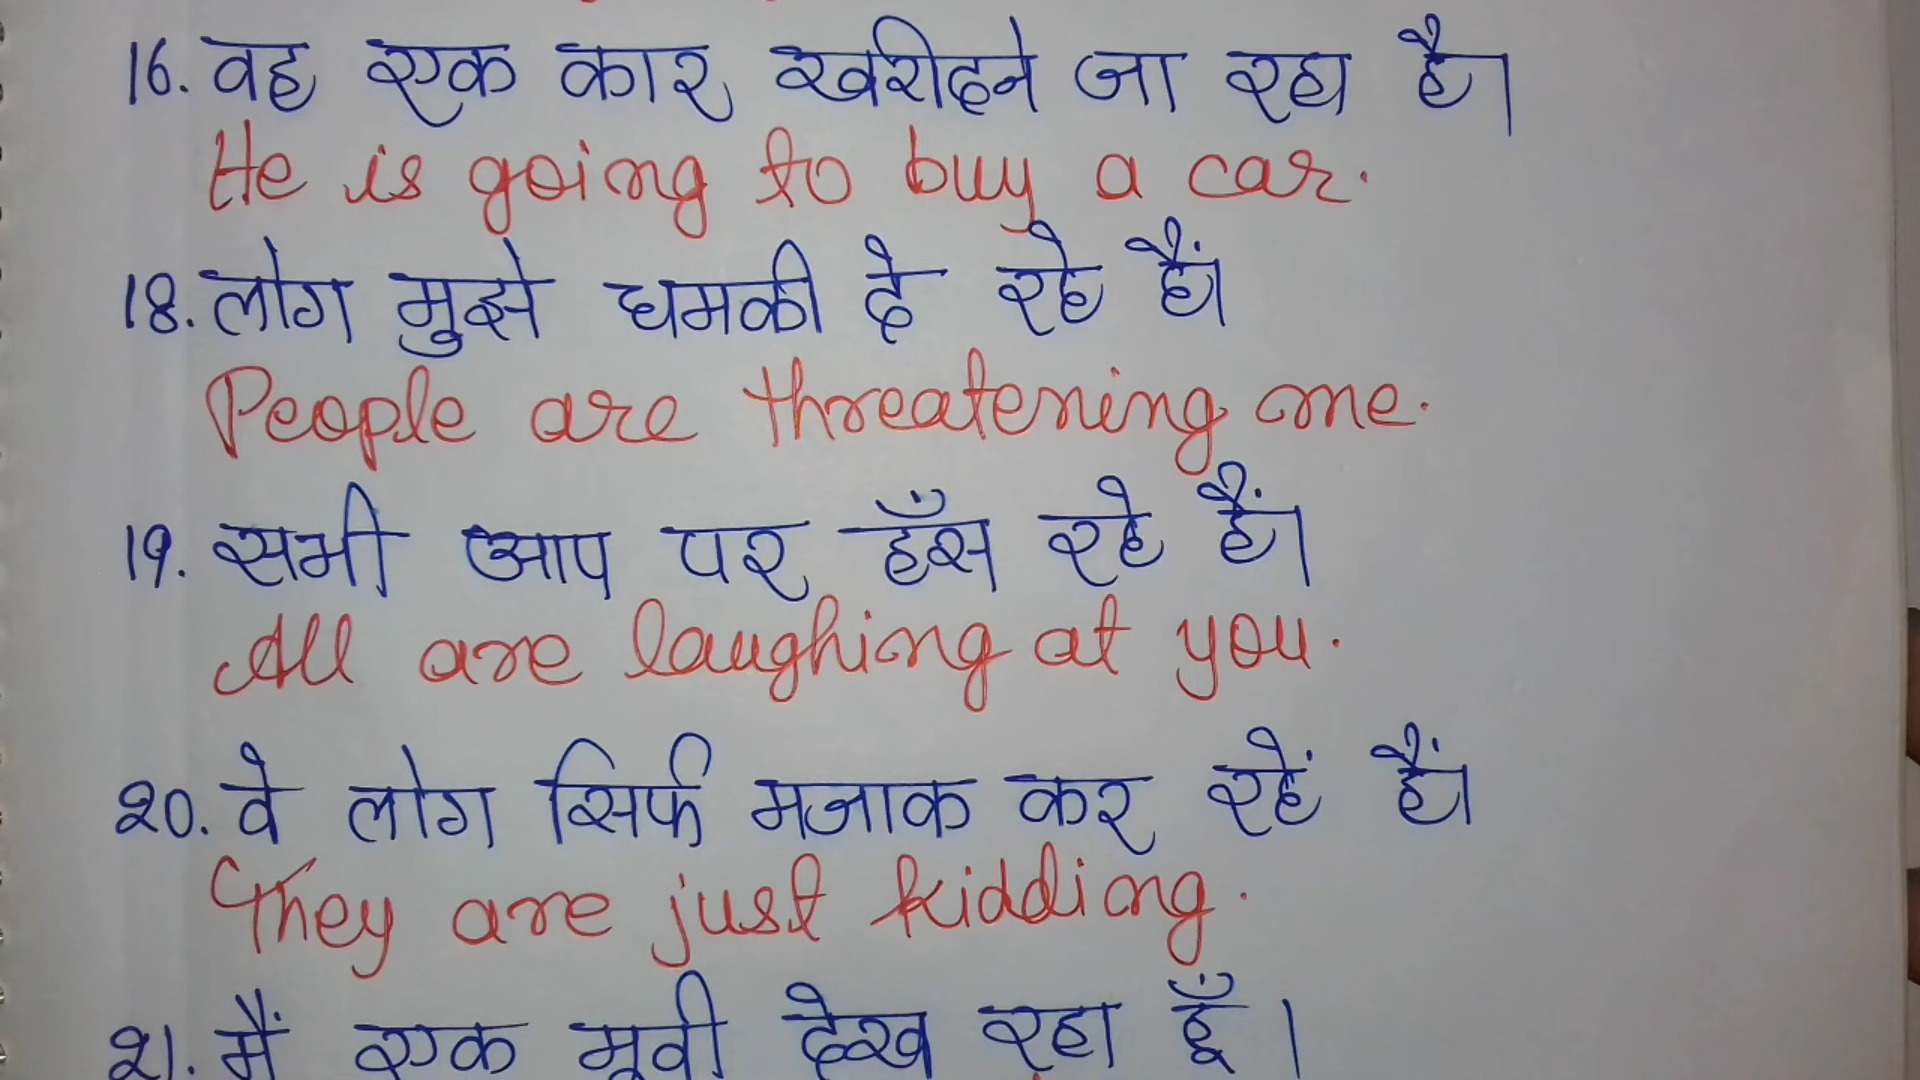 16. वह एक कार खरीदने जा रहा है।
He is going to buy a car.
18. लोग मुझे धमकी दे रहे हैं।
People are threatening me.
19. सभी आप पर हँस रहे हैं।
All are laughing at you.
20. वे लोग सिर्फ मजाक कर रहें हैं।
They are just kidding.
21. मैं एक मूवी देख रहा हूँ।